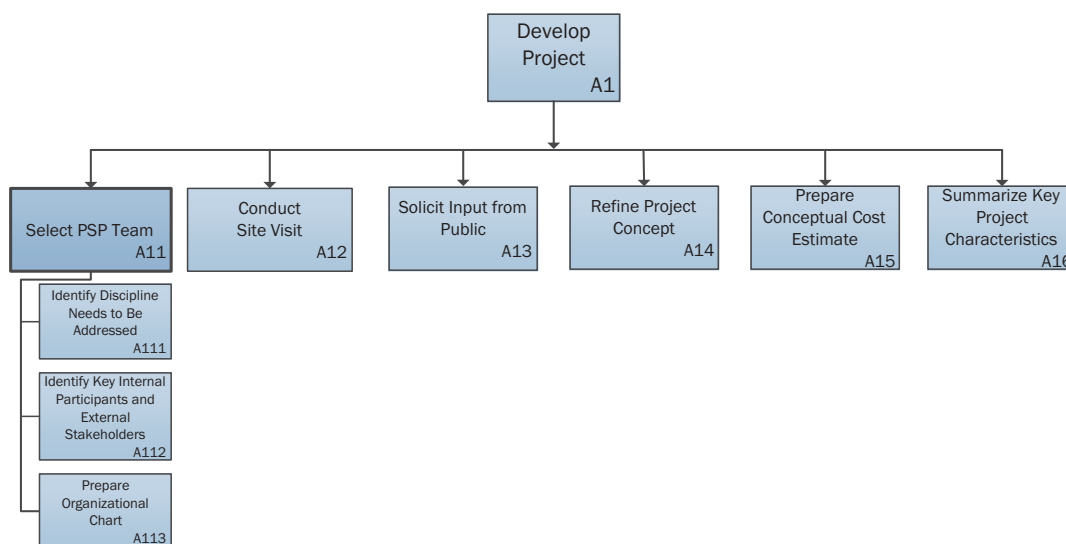 Develop
Project
A1
Select PSP Team
A11
Conduct
Site Visit
A12
Solicit Input from
Public
A13
Refine Project
Concept
A14
Prepare
Conceptual Cost
Estimate
A15
Summarize Key
Project
Characteristics
A16
Identify Discipline
Needs to Be
Addressed
A111
Identify Key Internal
Participants and
External
Stakeholders
A112
Prepare
Organizational
Chart
A113